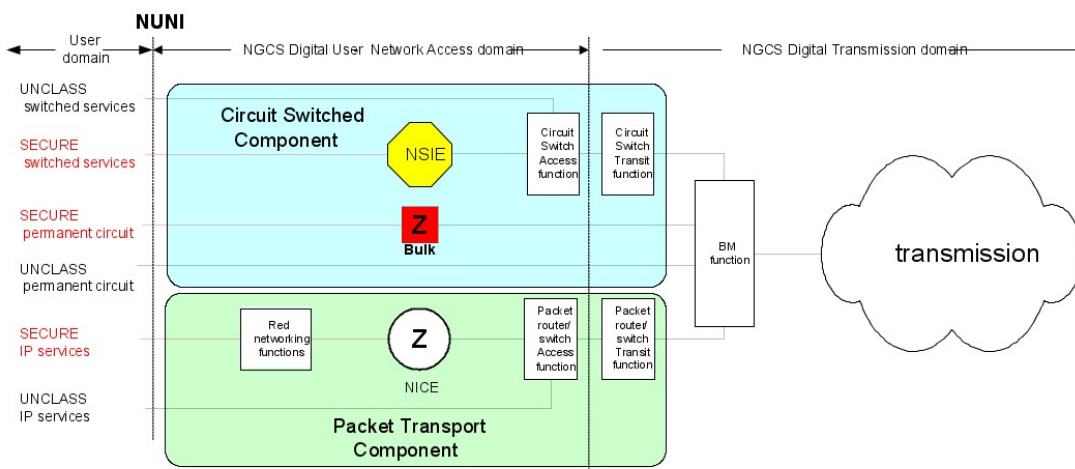 NUNI
User
domain
NGCS Digital User Network Access domain
NGCS Digital Transmission domain
UNCLASS
switched services
Circuit Switched
Component
SECURE
switched services
NSIE
Circuit
Switch
Access
function
Circuit
Switch
Transit
function
SECURE
permanent circuit
Z
Bulk
UNCLASS
permanent circuit
BM
function
transmission
SECURE
IP services
Red
networking
functions
Z
NICE
Packet
router/
switch
Access
function
Packet
router/
switch
Transit
function
UNCLASS
IP services
Packet Transport
Component